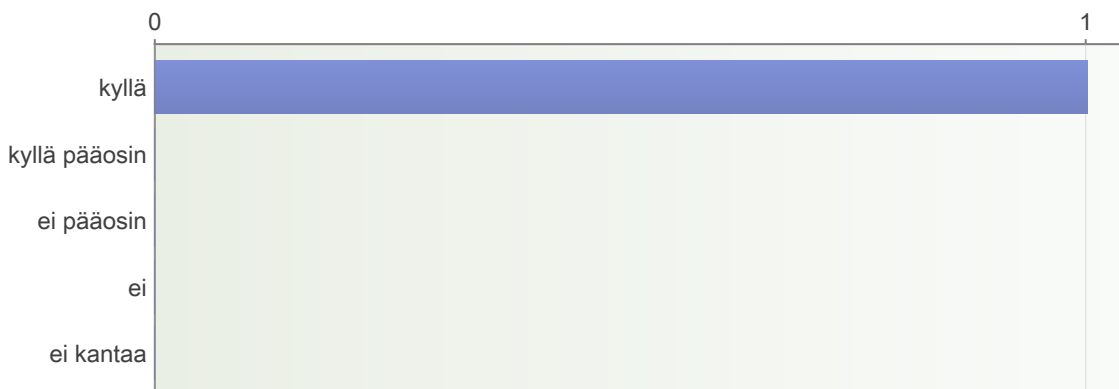 0 1
kyllä
kyllä pääosin
ei pääosin
ei
ei kantaa